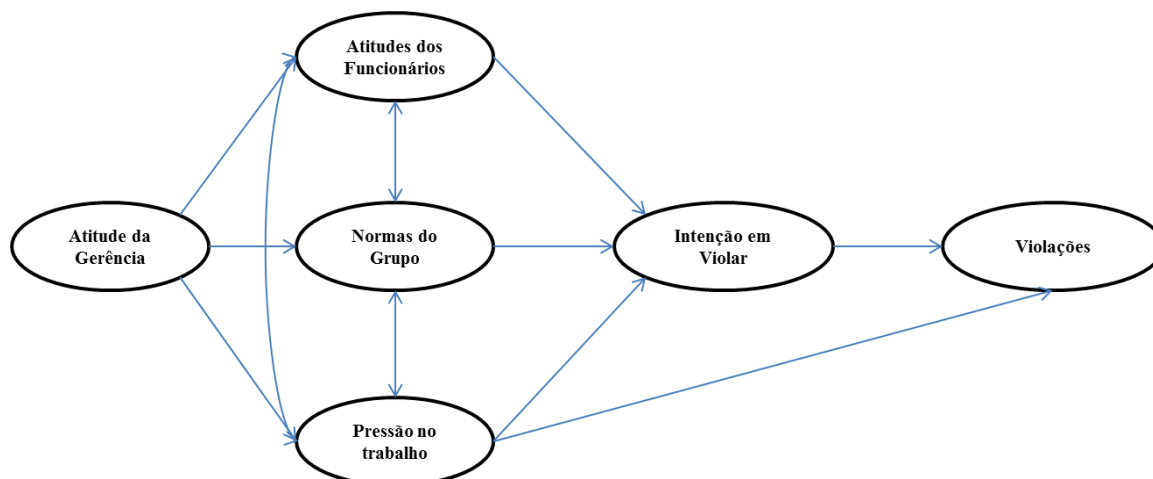 Atitudes dos
Funcionários
Atitude da
Gerência
Normas do
Grupo
Intenção em
Violar
Violações
Pressão no
trabalho